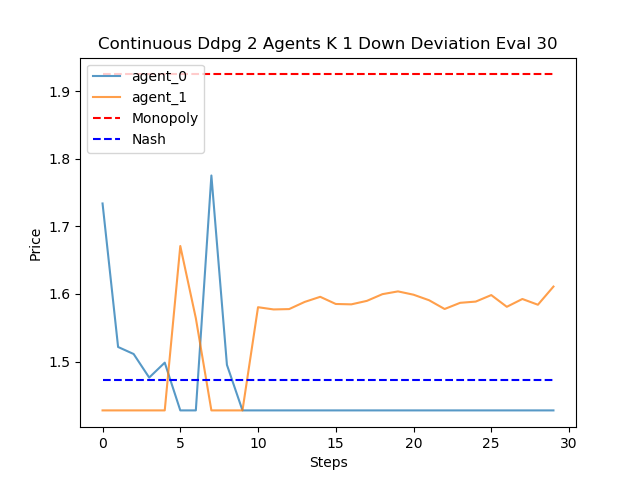 Continuous Ddpg 2 Agents K 1 Down Deviation Eval 30
agent_0
agent_1
Monopoly
Nash
Price
1.9
1.8
1.7
1.6
1.5
0 5 10 15 20 25 30
Steps